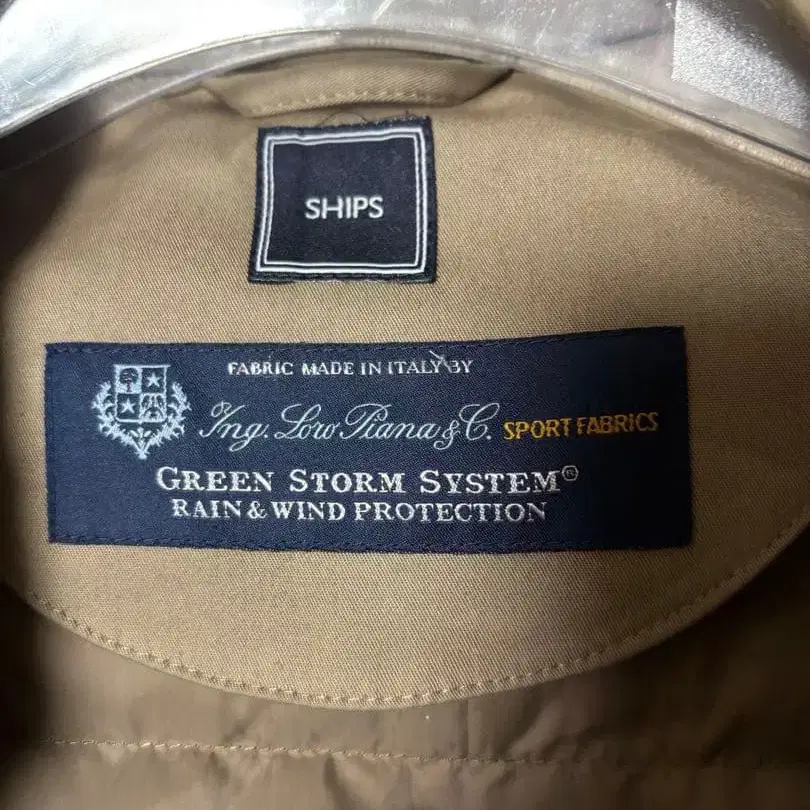 SHIPS
FABRIC MADE IN ITALY BY
Ing. Loro Piana & C. SPORT FABRICS
GREEN STORM SYSTEM®
RAIN & WIND PROTECTION